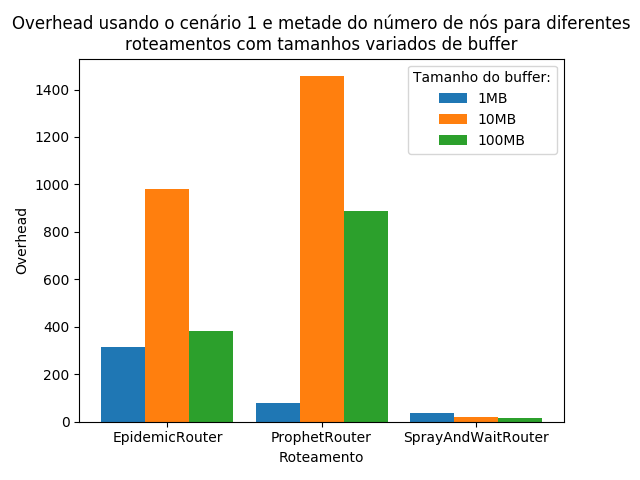 Overhead usando o cenário 1 e metade do número de nós para diferentes
roteamentos com tamanhos variados de buffer
Tamanho do buffer:
1MB
10MB
100MB
Overhead
1400
1200
1000
800
600
400
200
0
EpidemicRouter
ProphetRouter
SprayAndWaitRouter
Roteamento